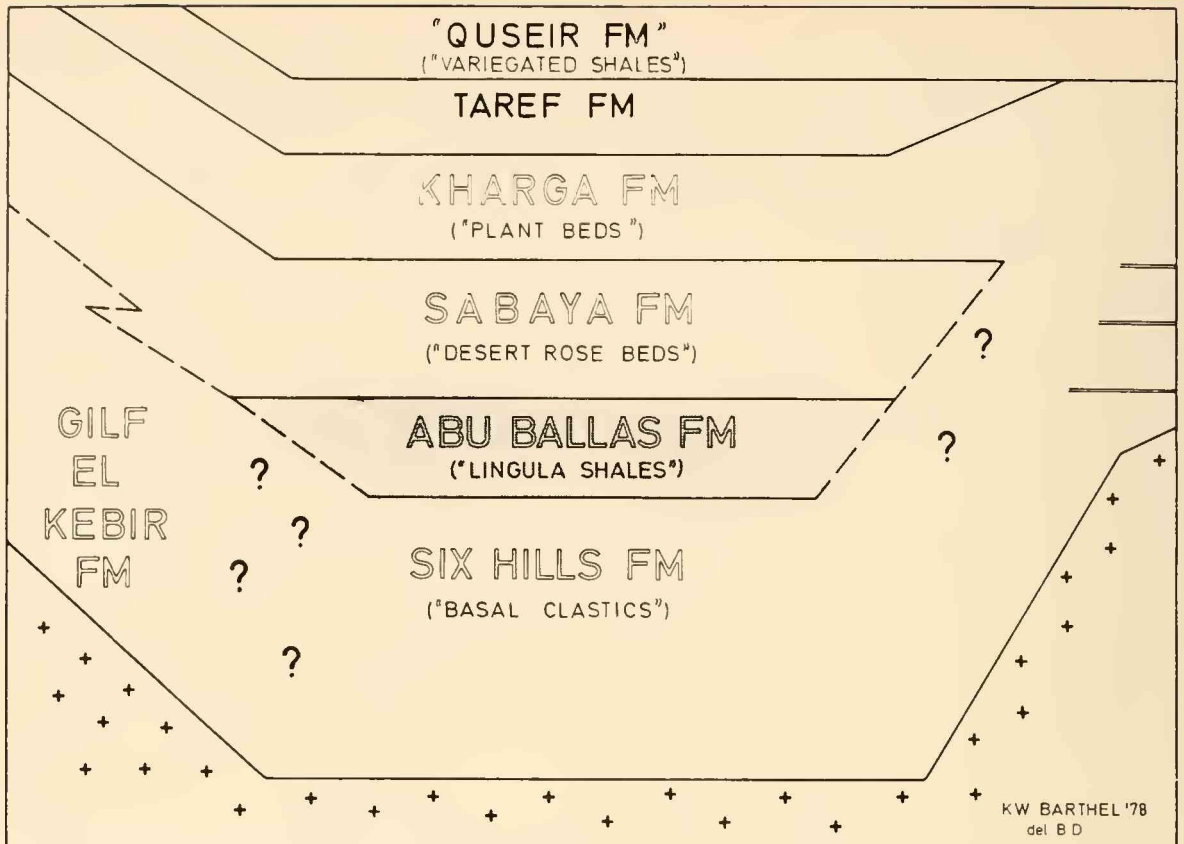 "QUSEIR FM"
("VARIEGATED SHALES")
TAREF FM
KHARGA FM
("PLANT BEDS")
SABAYA FM
("DESERT ROSE BEDS")
?
GILF
EL
KEBIR
FM
ABU BALLAS FM
("LINGULA SHALES")
?
?
?
?
?
SIX HILLS FM
("BASAL CLASTICS")
KW BARTHEL '78
del B D